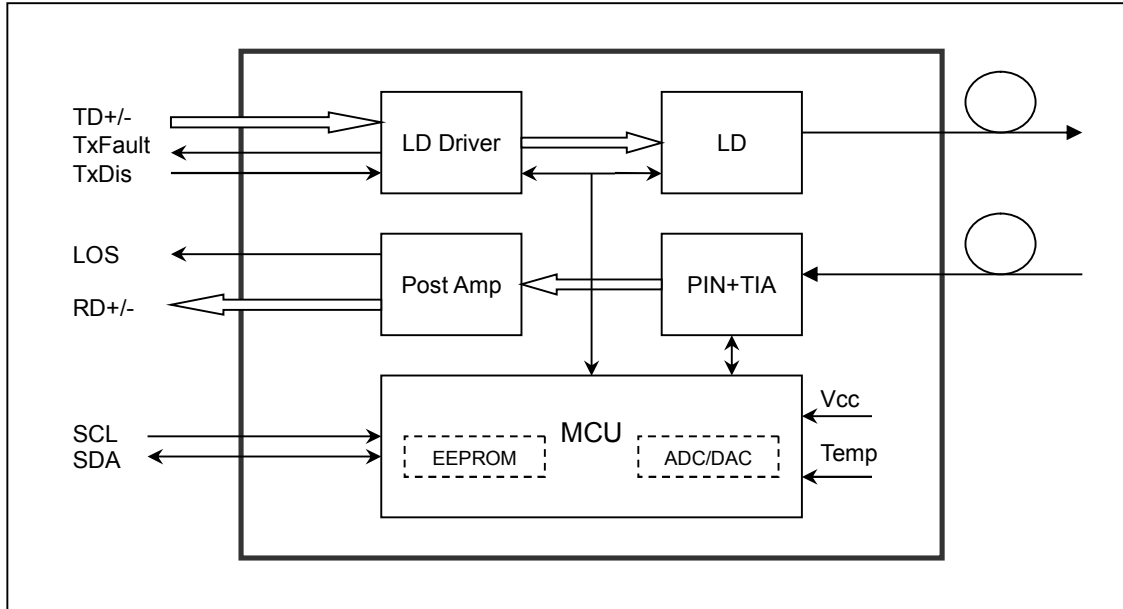 TD+/-
TxFault
TxDis
LD Driver
LD
LOS
RD+/-
Post Amp
PIN+TIA
SCL
SDA
MCU
EEPROM
ADC/DAC
Vcc
Temp